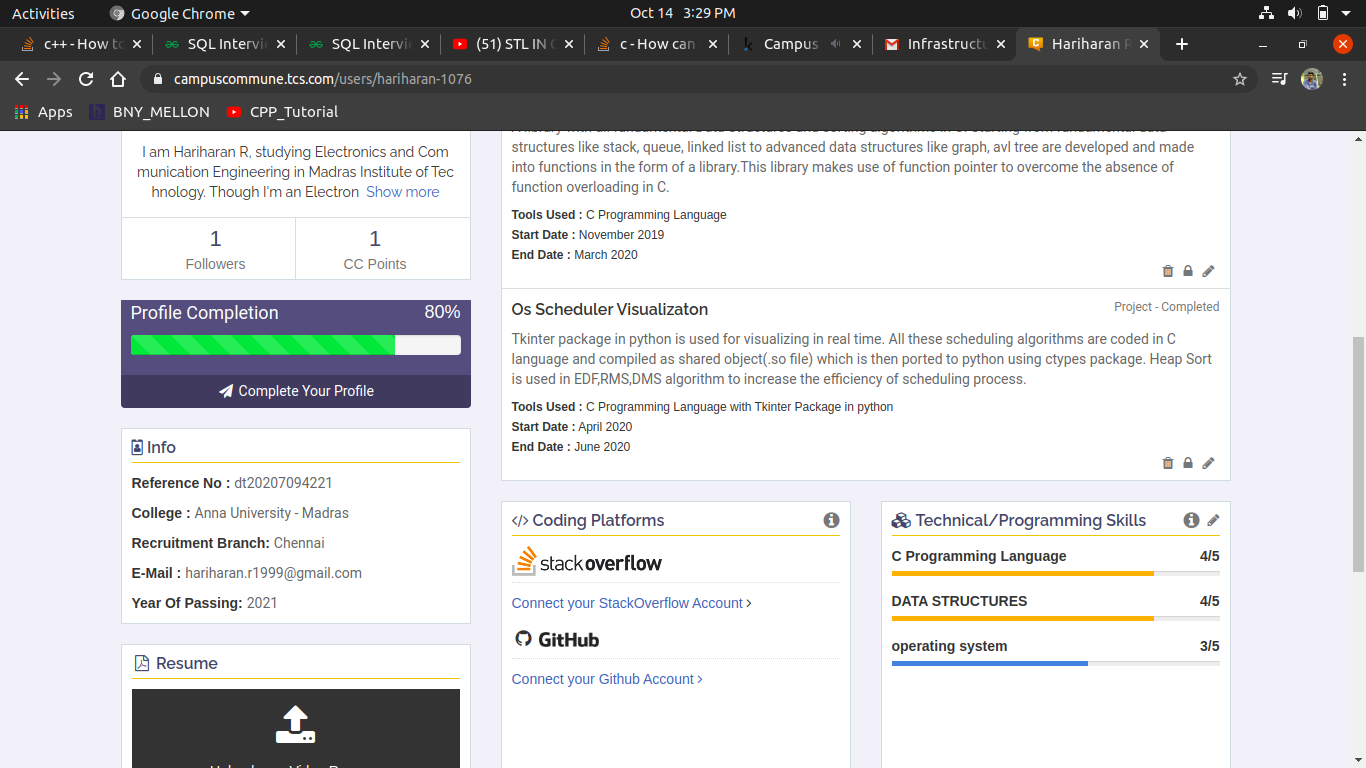 Activities
Google Chrome
Oct 14 3:29 PM
c++ - How to
SQL Intervie
SQL Intervie
(51) STL IN C
c - How can
Campus
Infrastructu
Hariharan R
campuscommune.tcs.com/users/hariharan-1076
Apps
BNY_MELLON
CPP_Tutorial
I am Hariharan R, studying Electronics and Com
munication Engineering in Madras Institute of Tec
hnology. Though I'm an Electron Show more
1
Followers
1
CC Points
Profile Completion 80%
Complete Your Profile
Info
Reference No : dt20207094221
College : Anna University - Madras
Recruitment Branch: Chennai
E-Mail : hariharan.r1999@gmail.com
Year Of Passing: 2021
Resume
structures like stack, queue, linked list to advanced data structures like graph, avl tree are developed and made
into functions in the form of a library.This library makes use of function pointer to overcome the absence of
function overloading in C.
Tools Used : C Programming Language
Start Date : November 2019
End Date : March 2020
Os Scheduler Visualizaton
Project - Completed
Tkinter package in python is used for visualizing in real time. All these scheduling algorithms are coded in C
language and compiled as shared object(.so file) which is then ported to python using ctypes package. Heap Sort
is used in EDF,RMS,DMS algorithm to increase the efficiency of scheduling process.
Tools Used : C Programming Language with Tkinter Package in python
Start Date : April 2020
End Date : June 2020
Coding Platforms
stackoverflow
Connect your StackOverflow Account
GitHub
Connect your Github Account
Technical/Programming Skills
C Programming Language 4/5
DATA STRUCTURES 4/5
operating system 3/5